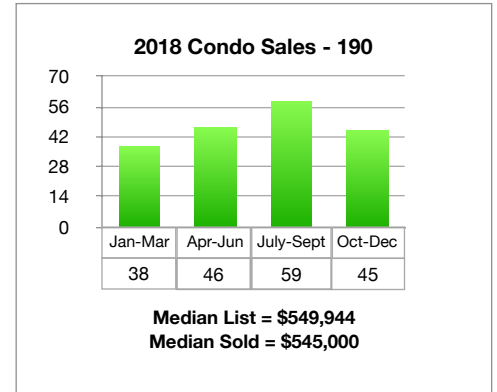 2018 Condo Sales - 190
70
56
42
28
14
0
Jan-Mar Apr-Jun July-Sept Oct-Dec
38 46 59 45
Median List = $549,944
Median Sold = $545,000